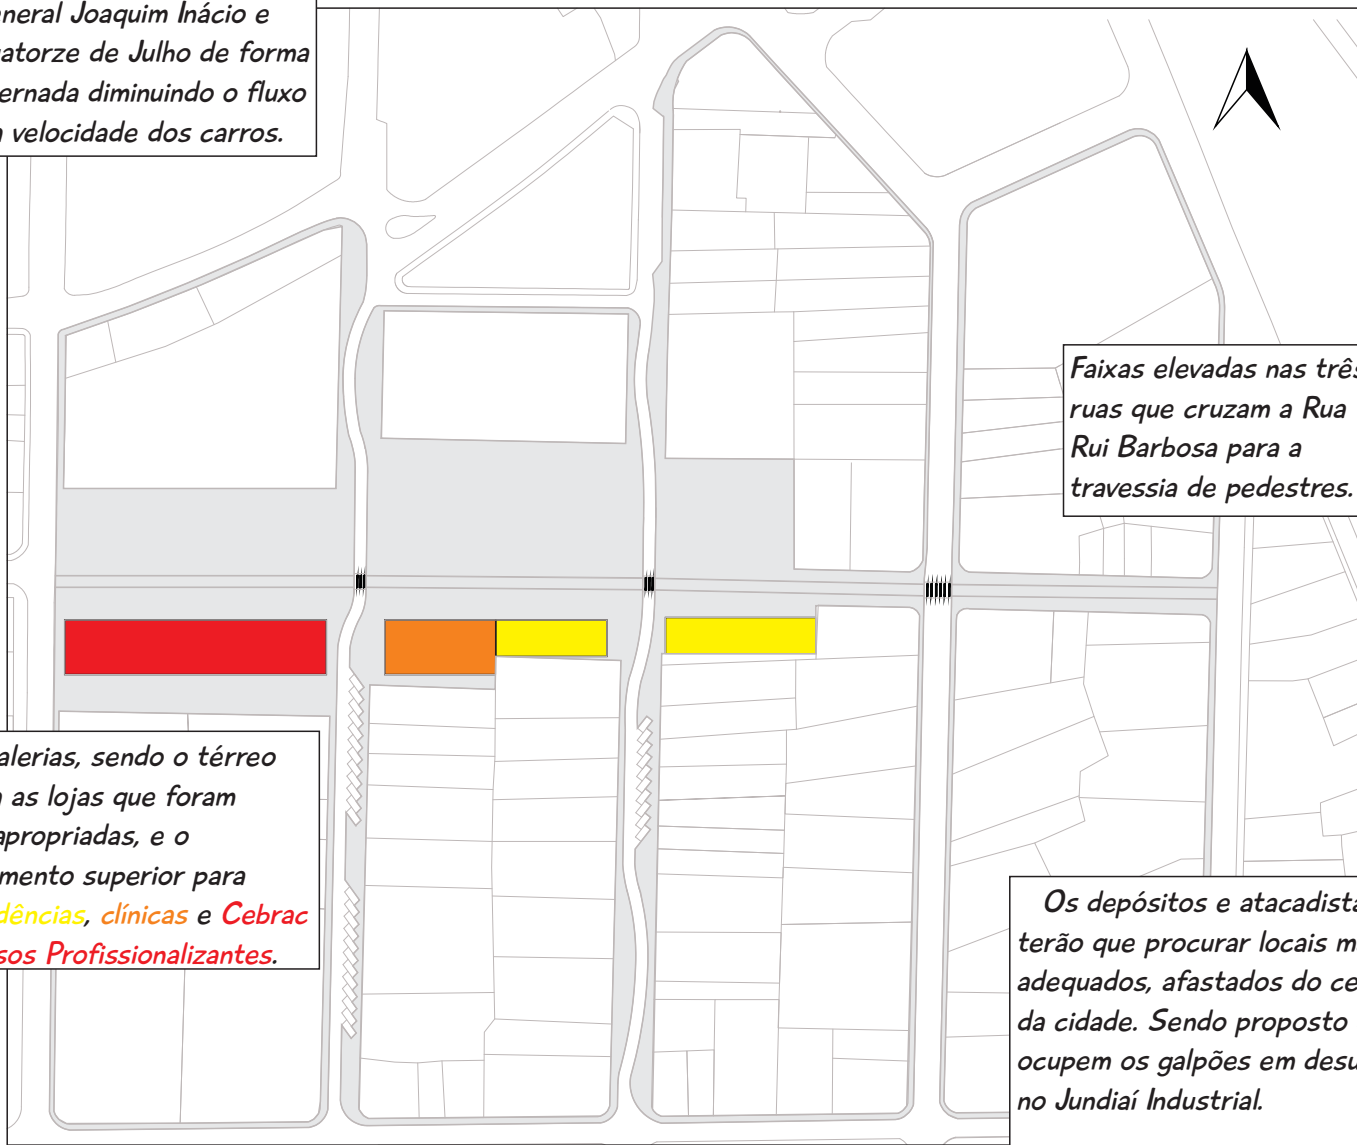 neral Joaquim Inácio e
atorze de Julho de forma
ernada diminuindo o fluxo
velocidade dos carros.
Faixas elevadas nas três
ruas que cruzam a Rua
Rui Barbosa para a
travessia de pedestres.
alerias, sendo o térreo
as lojas que foram
apropriadas, e o
mento superior para
dências, clínicas e Cebrac
sos Profissionalizantes.
Os depósitos e atacadista
terão que procurar locais m
adequados, afastados do ce
da cidade. Sendo proposto
ocupem os galpões em desu
no Jundiaí Industrial.